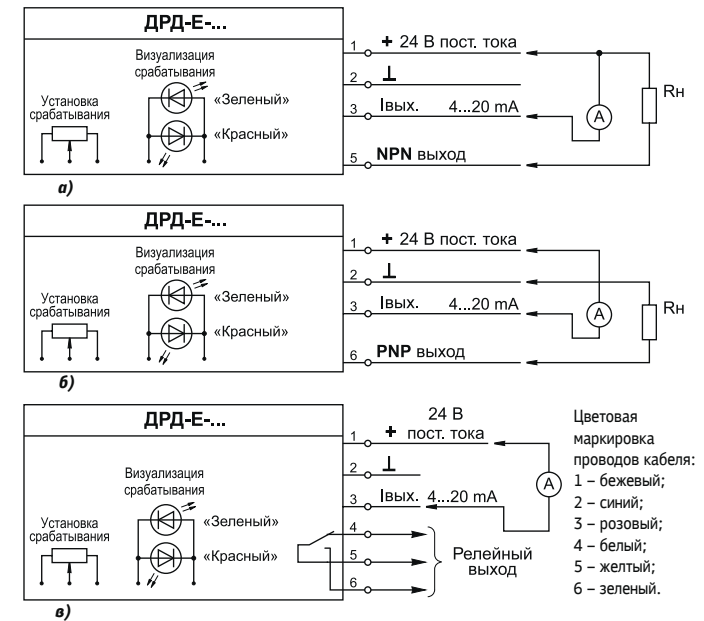 ДРД-Е-...
Визуализация
срабатывания
Установка
срабатывания
«Зеленый»
«Красный»
1 + 24 В пост. тока
2 ⊥
3 Iвых. 4...20 mA
5 NPN выход
A
Rн
а)
ДРД-Е-...
Визуализация
срабатывания
Установка
срабатывания
«Зеленый»
«Красный»
1 + 24 В пост. тока
2 ⊥
3 Iвых. 4...20 mA
6 PNP выход
A
Rн
б)
ДРД-Е-...
Визуализация
срабатывания
Установка
срабатывания
«Зеленый»
«Красный»
24 В
1 + пост. тока
2 ⊥
3 Iвых. 4...20 mA
4
5
6
Релейный
выход
A
в)
Цветовая
маркировка
проводов кабеля:
1 – бежевый;
2 – синий;
3 – розовый;
4 – белый;
5 – желтый;
6 – зеленый.